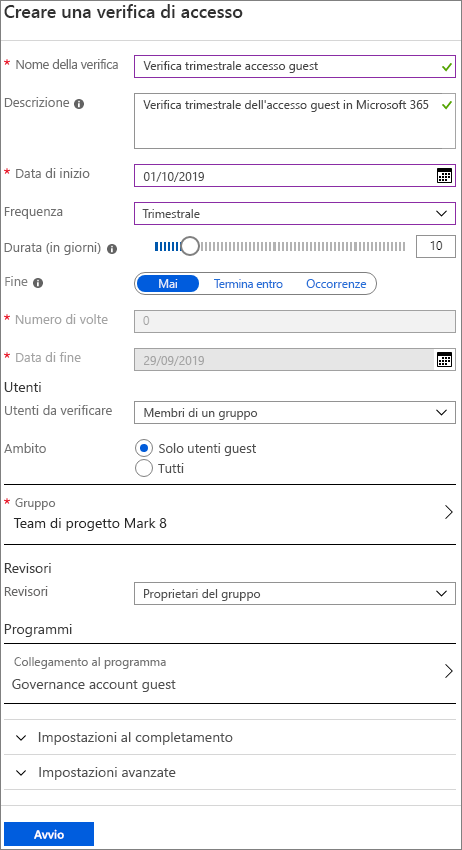 Creare una verifica di accesso
* Nome della verifica Verifica trimestrale accesso guest
Descrizione Verifica trimestrale dell'accesso guest in Microsoft 365
* Data di inizio 01/10/2019
Frequenza Trimestrale
Durata (in giorni) 10
Fine Mai Termina entro Occorrenze
* Numero di volte 0
* Data di fine 29/09/2019
Utenti
Utenti da verificare Membri di un gruppo
Ambito Solo utenti guest
Tutti
* Gruppo
Team di progetto Mark 8
Revisori
Revisori Proprietari del gruppo
Programmi
Collegamento al programma
Governance account guest
Impostazioni al completamento
Impostazioni avanzate
Avvio